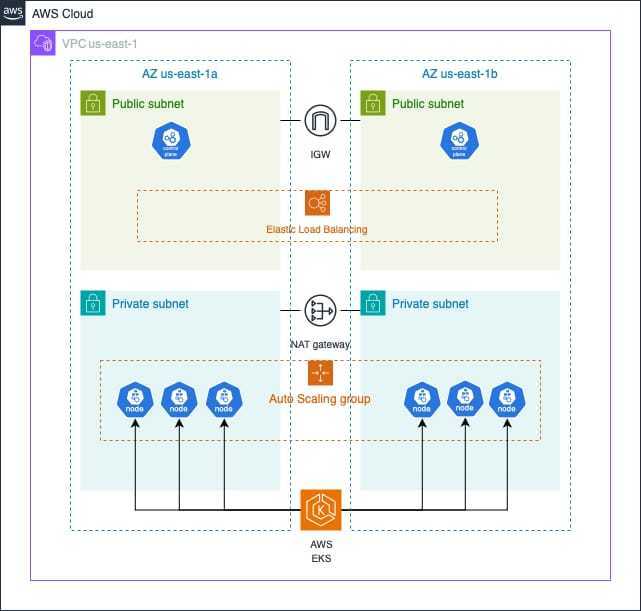 aws
AWS Cloud
VPC us-east-1
AZ us-east-1a
AZ us-east-1b
Public subnet
Public subnet
control
plane
control
plane
IGW
Elastic Load Balancing
Private subnet
Private subnet
NAT gateway
Auto Scaling group
node
node
node
node
node
node
K
AWS
EKS